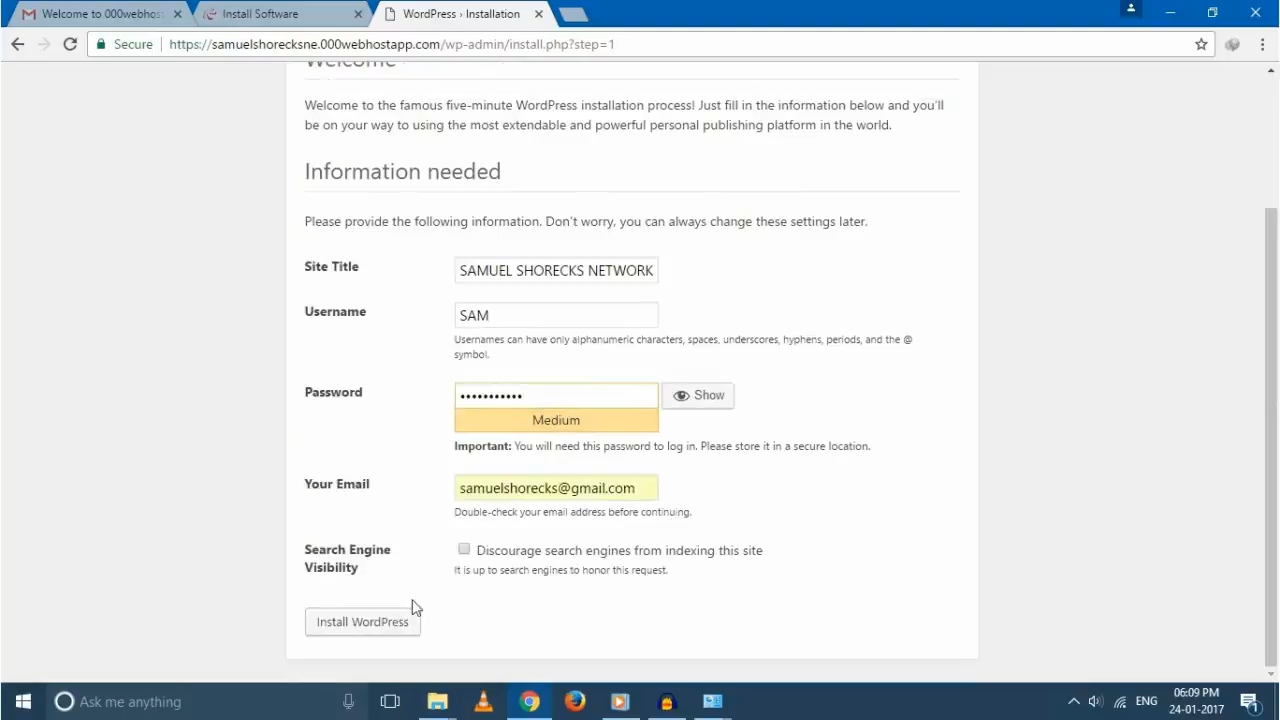 Welcome to 000webhos
Install Software
WordPress › Installation
Secure
https://samuelshorecksne.000webhostapp.com/wp-admin/install.php?step=1
Welcome
Welcome to the famous five-minute WordPress installation process! Just fill in the information below and you'll
be on your way to using the most extendable and powerful personal publishing platform in the world.
Information needed
Please provide the following information. Don't worry, you can always change these settings later.
Site Title
SAMUEL SHORECKS NETWORK
Username
SAM
Usernames can have only alphanumeric characters, spaces, underscores, hyphens, periods, and the @
symbol.
Password
•••••••••••
Show
Medium
Important: You will need this password to log in. Please store it in a secure location.
Your Email
samuelshorecks@gmail.com
Double-check your email address before continuing.
Search Engine
Visibility
Discourage search engines from indexing this site
It is up to search engines to honor this request.
Install WordPress
Ask me anything
ENG
06:09 PM
24-01-2017
1